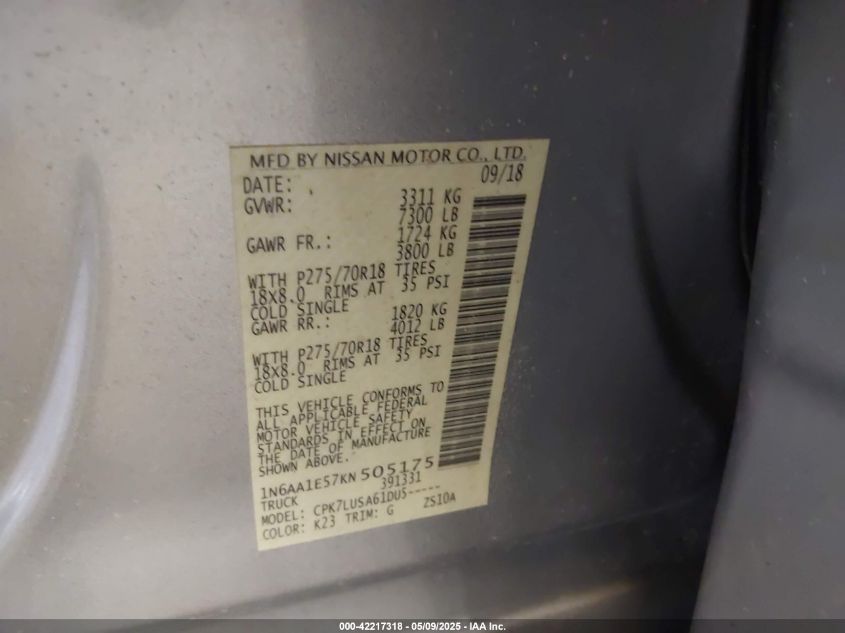 MFD BY NISSAN MOTOR CO., LTD.
DATE: 09/18
GVWR: 3311 KG
7300 LB
GAWR FR.: 1724 KG
3800 LB
WITH P275/70R18 TIRES
18X8.0 RIMS AT 35 PSI
COLD SINGLE
GAWR RR.: 1820 KG
4012 LB
WITH P275/70R18 TIRES
18X8.0 RIMS AT 35 PSI
COLD SINGLE
THIS VEHICLE CONFORMS TO
ALL APPLICABLE FEDERAL
MOTOR VEHICLE SAFETY
STANDARDS IN EFFECT ON
THE DATE OF MANUFACTURE
SHOWN ABOVE.
1N6AA1E57KN505175
TRUCK 391331
MODEL: CPK7LUSA61DUS-----
COLOR: K23 TRIM: G ZS10A
000-42217318 - 05/09/2025 - IAA Inc.